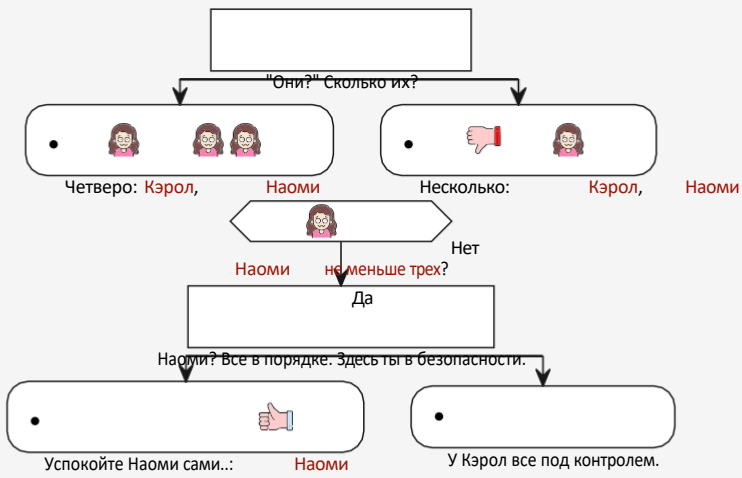 "Они?" Сколько их?
Четверо: Кэрол, Наоми
Несколько: Кэрол, Наоми
Нет
Наоми не меньше трех?
Да
Наоми? Все в порядке. Здесь ты в безопасности.
Успокойте Наоми сами..: Наоми
У Кэрол все под контролем.